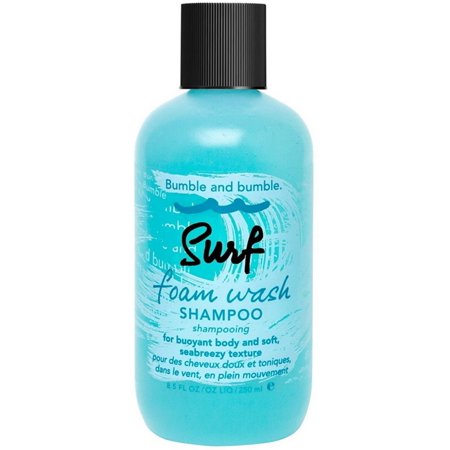 Bumble and bumble.
Surf
foam wash
SHAMPOO
shampooing
for buoyant body and soft,
seabreezy texture
pour des cheveux doux et toniques,
dans le vent, en plein mouvement
8.5 FL OZ/OZ LIQ/250 ml e